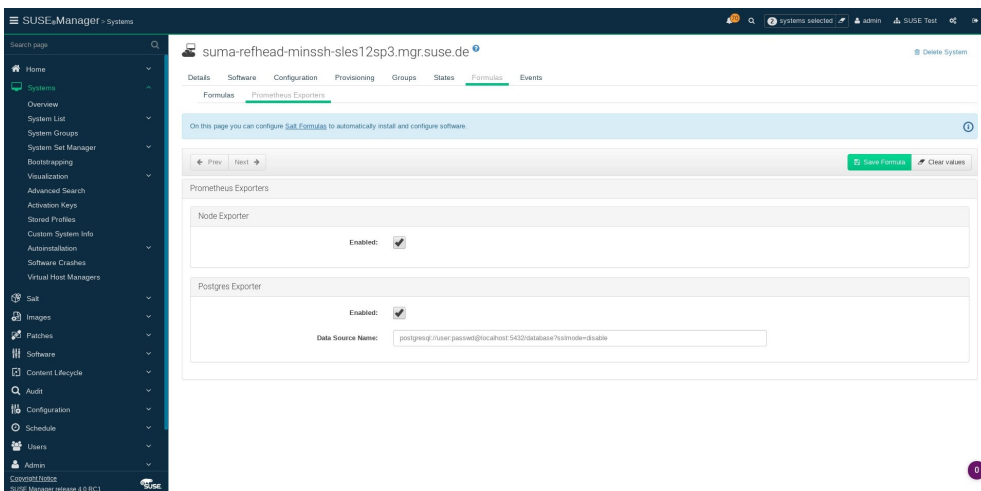 SUSE Manager > Systems
2 systems selected
admin
SUSE Test
Search page
Home
Systems
Overview
System List
System Groups
System Set Manager
Bootstrapping
Visualization
Advanced Search
Activation Keys
Stored Profiles
Custom System Info
Autoinstallation
Software Crashes
Virtual Host Managers
Salt
Images
Patches
Software
Content Lifecycle
Audit
Configuration
Schedule
Users
Admin
Copyright Notice
SUSE Manager release 4.0 RC1
SUSE
suma-refhead-minssh-sles12sp3.mgr.suse.de ?
Delete System
Details Software Configuration Provisioning Groups States Formulas Events
Formulas Prometheus Exporters
On this page you can configure Salt Formulas to automatically install and configure software.
Prev Next
Save Formula Clear values
Prometheus Exporters
Node Exporter
Enabled:
Postgres Exporter
Enabled:
Data Source Name: postgresql://user:passwd@localhost:5432/database?sslmode=disable
0